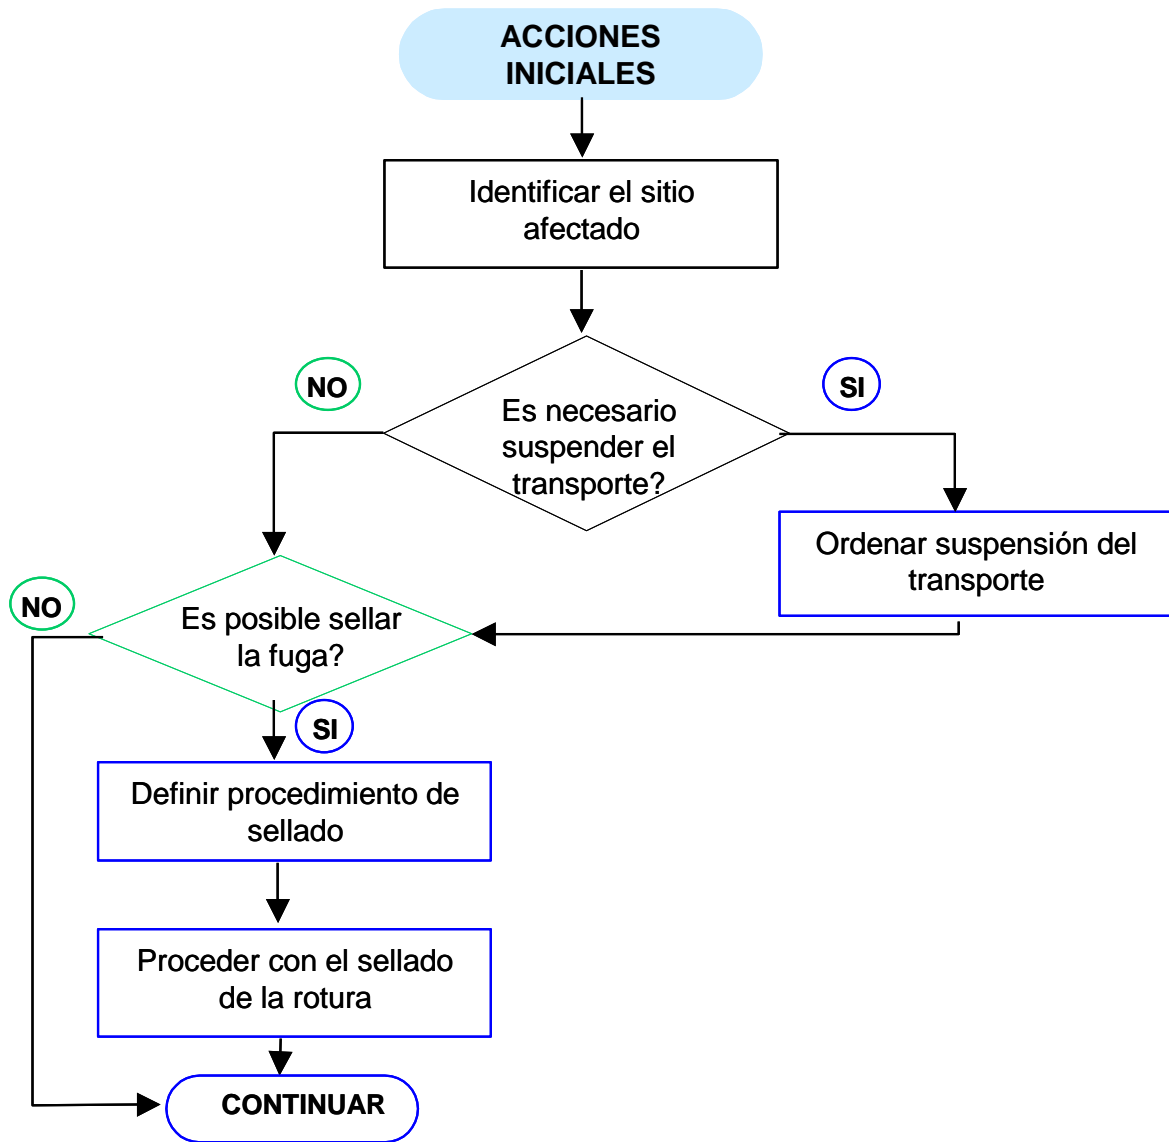 ACCIONES
INICIALES
Identificar el sitio
afectado
NO
SI
Es necesario
suspender el
transporte?
Ordenar suspensión del
transporte
NO
Es posible sellar
la fuga?
SI
Definir procedimiento de
sellado
Proceder con el sellado
de la rotura
CONTINUAR